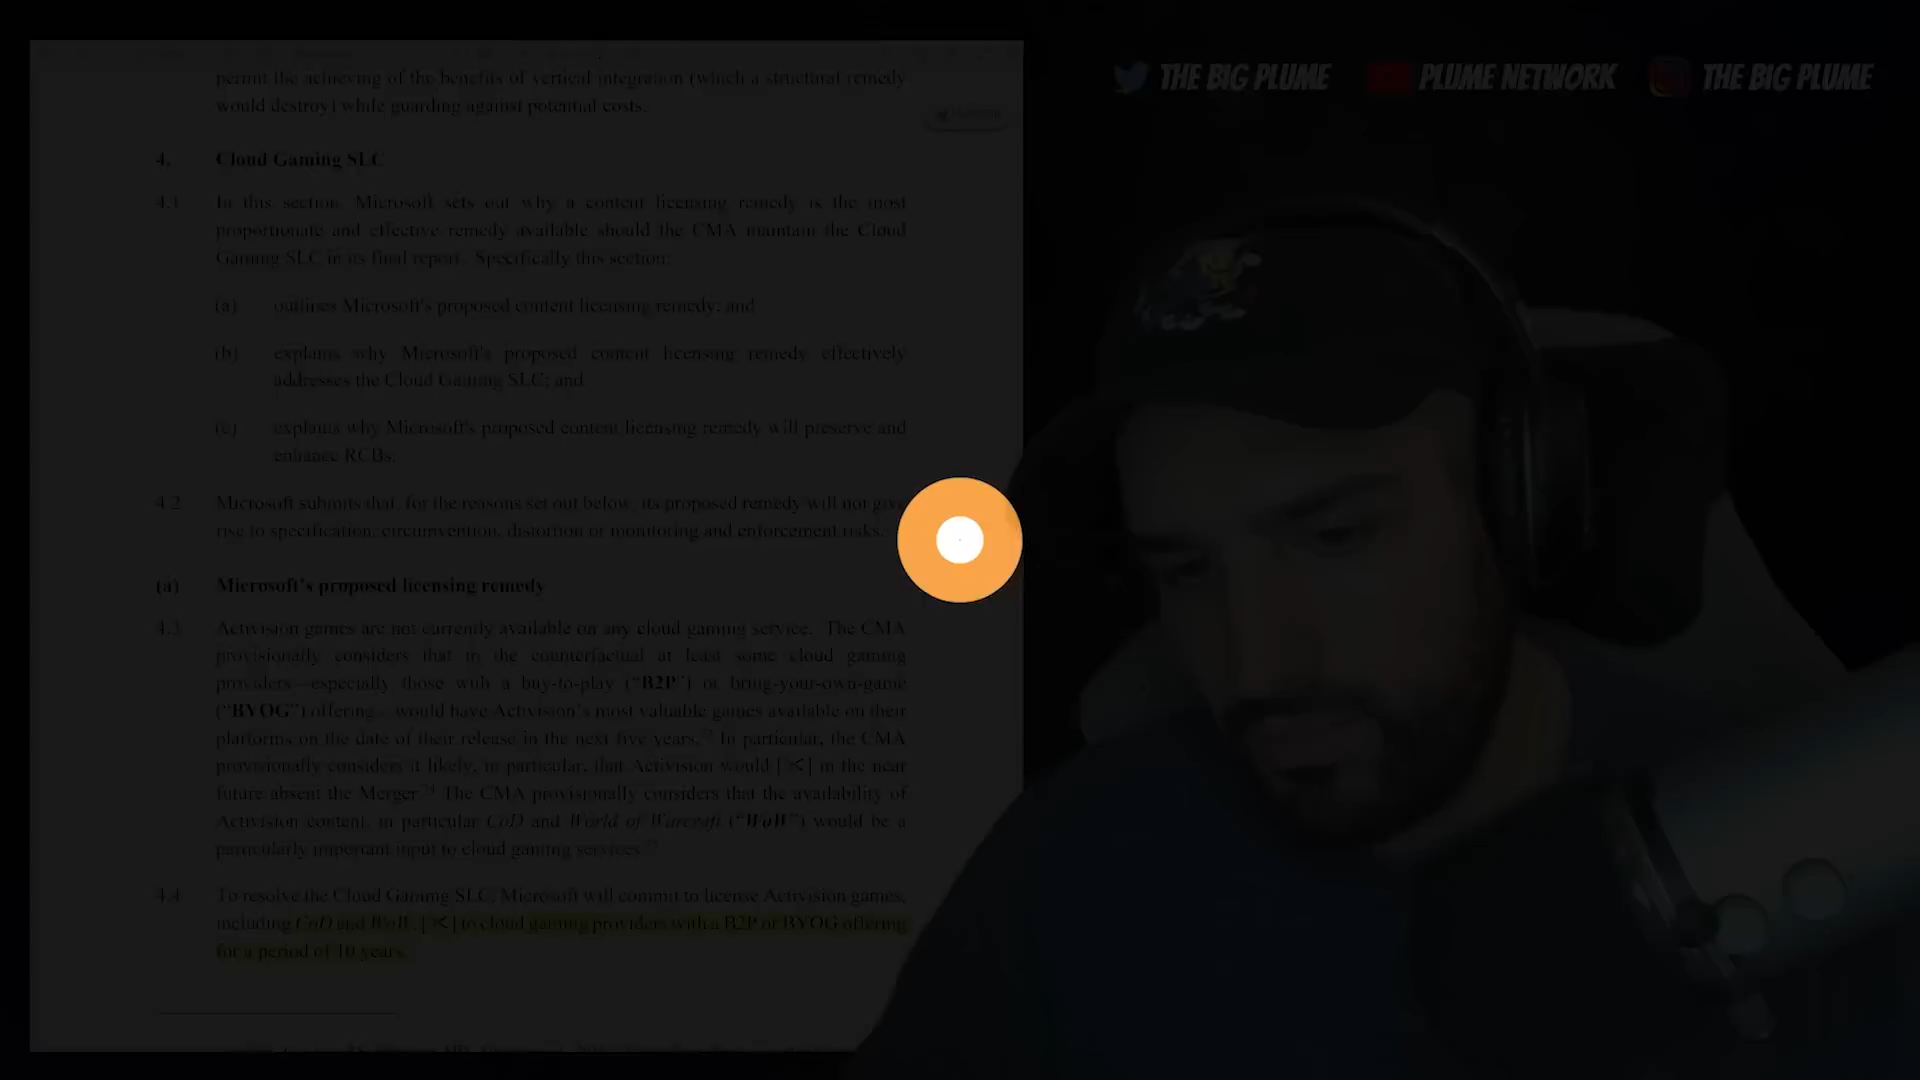 permit the achieving of the benefits of vertical integration (which a structural remedy
would destroy) while guarding against potential costs.
THE BIG PLUME
PLUME NETWORK
THE BIG PLUME
4. Cloud Gaming SLC
4.1 In this section, Microsoft sets out why a content licensing remedy is the most
proportionate and effective remedy available should the CMA maintain the Cloud
Gaming SLC in its final report. Specifically this section:
(a) outlines Microsoft's proposed content licensing remedy; and
(b) explains why Microsoft's proposed content licensing remedy effectively
addresses the Cloud Gaming SLC; and
(c) explains why Microsoft's proposed content licensing remedy will preserve and
enhance RCBs.
4.2 Microsoft submits that, for the reasons set out below, its proposed remedy will not give
rise to specification, circumvention, distortion or monitoring and enforcement risks.
(a) Microsoft's proposed licensing remedy
4.3 Activision games are not currently available on any cloud gaming service. The CMA
provisionally considers that in the counterfactual at least some cloud gaming
providers—especially those with a buy-to-play (“B2P”) or bring-your-own-game
(“BYOG”) offering—would have Activision’s most valuable games available on their
platforms on the date of their release in the next five years. In particular, the CMA
provisionally considers it likely, in particular, that Activision would [✂] in the near
future absent the Merger. The CMA provisionally considers that the availability of
Activision content, in particular CoD and World of Warcraft (“WoW”) would be a
particularly important input to cloud gaming services.
4.4 To resolve the Cloud Gaming SLC, Microsoft will commit to license Activision games,
including CoD and WoW, [✂] to cloud gaming providers with a B2P or BYOG offering
for a period of 10 years.